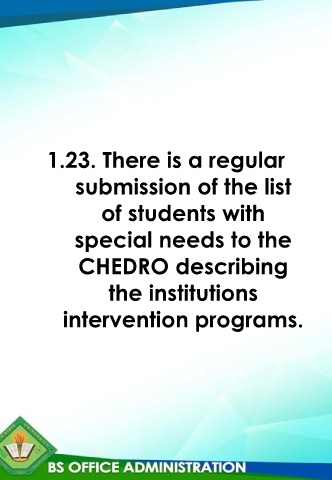 1.23. There is a regular
submission of the list
of students with
special needs to the
CHEDRO describing
the institutions
intervention programs.
BS OFFICE ADMINISTRATION